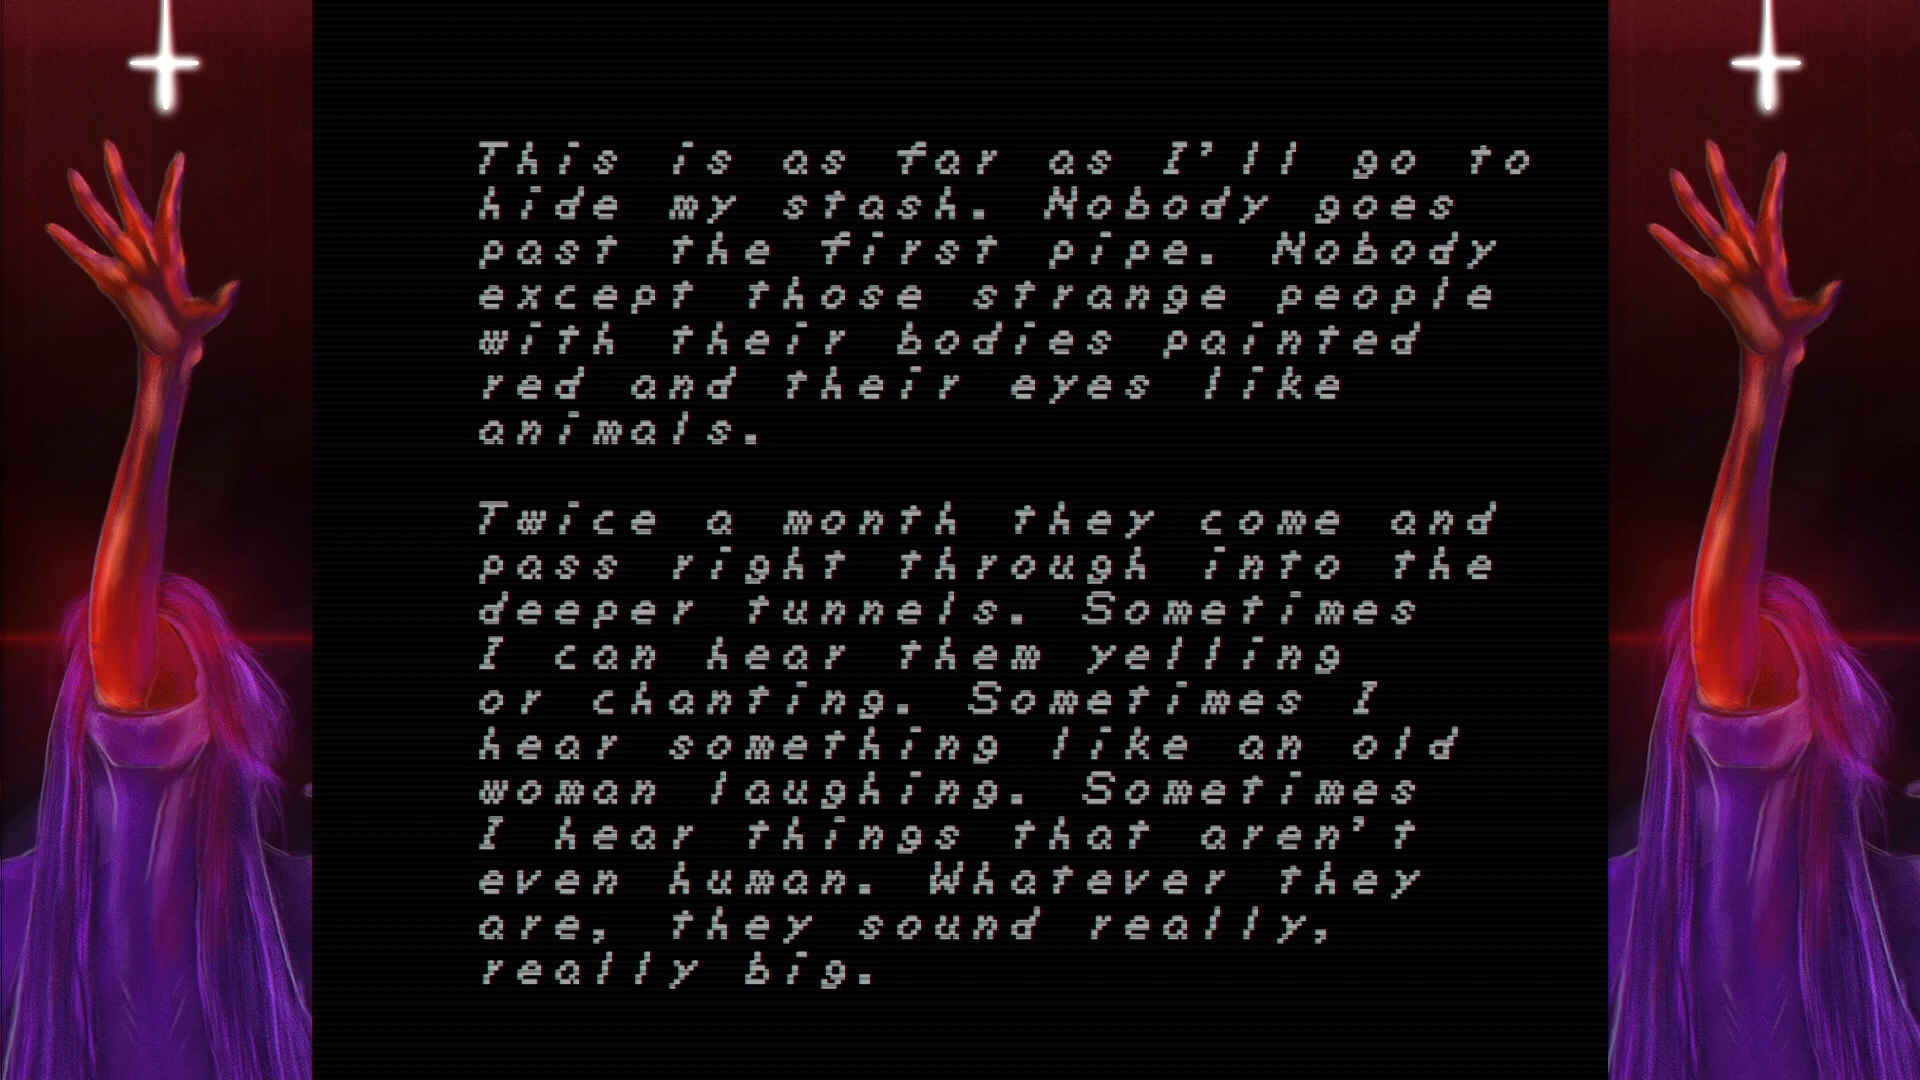 This is as far as I'll go to
hide my stash. Nobody goes
past the first pipe. Nobody
except those strange people
with their bodies painted
red and their eyes like
animals.
Twice a month they come and
pass right through into the
deeper tunnels. Sometimes
I can hear them yelling
or chanting. Sometimes I
hear something like an old
woman laughing. Sometimes
I hear things that aren't
even human. Whatever they
are, they sound really,
really big.